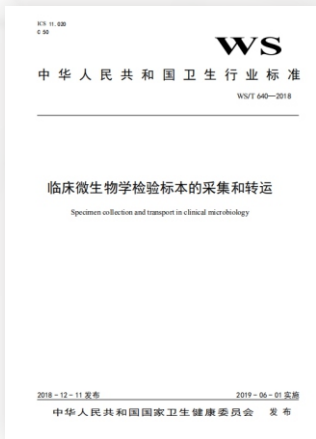 ICS 11.020
C 50
WS
中华人民共和国卫生行业标准
WS/T 640—2018
临床微生物学检验标本的采集和转运
Specimen collection and transport in clinical microbiology
2018-12-11 发布
2019-06-01 实施
中华人民共和国国家卫生健康委员会 发布